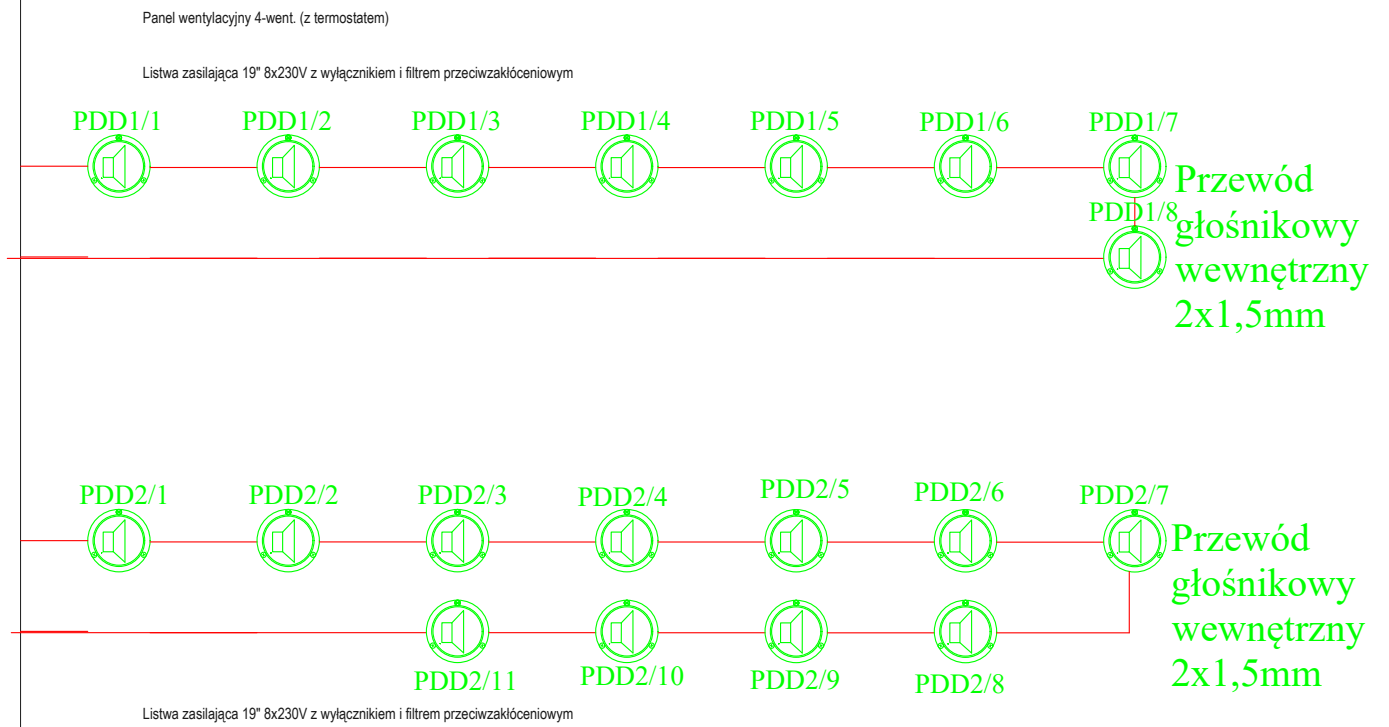 Panel wentylacyjny 4-went. (z termostatem)
Listwa zasilająca 19" 8x230V z wyłącznikiem i filtrem przeciwzakłóceniowym
PDD1/1
PDD1/2
PDD1/3
PDD1/4
PDD1/5
PDD1/6
PDD1/7
PDD1/8
Przewód
głośnikowy
wewnętrzny
2x1,5mm
PDD2/1
PDD2/2
PDD2/3
PDD2/4
PDD2/5
PDD2/6
PDD2/7
Przewód
głośnikowy
wewnętrzny
2x1,5mm
PDD2/11
PDD2/10
PDD2/9
PDD2/8
Listwa zasilająca 19" 8x230V z wyłącznikiem i filtrem przeciwzakłóceniowym